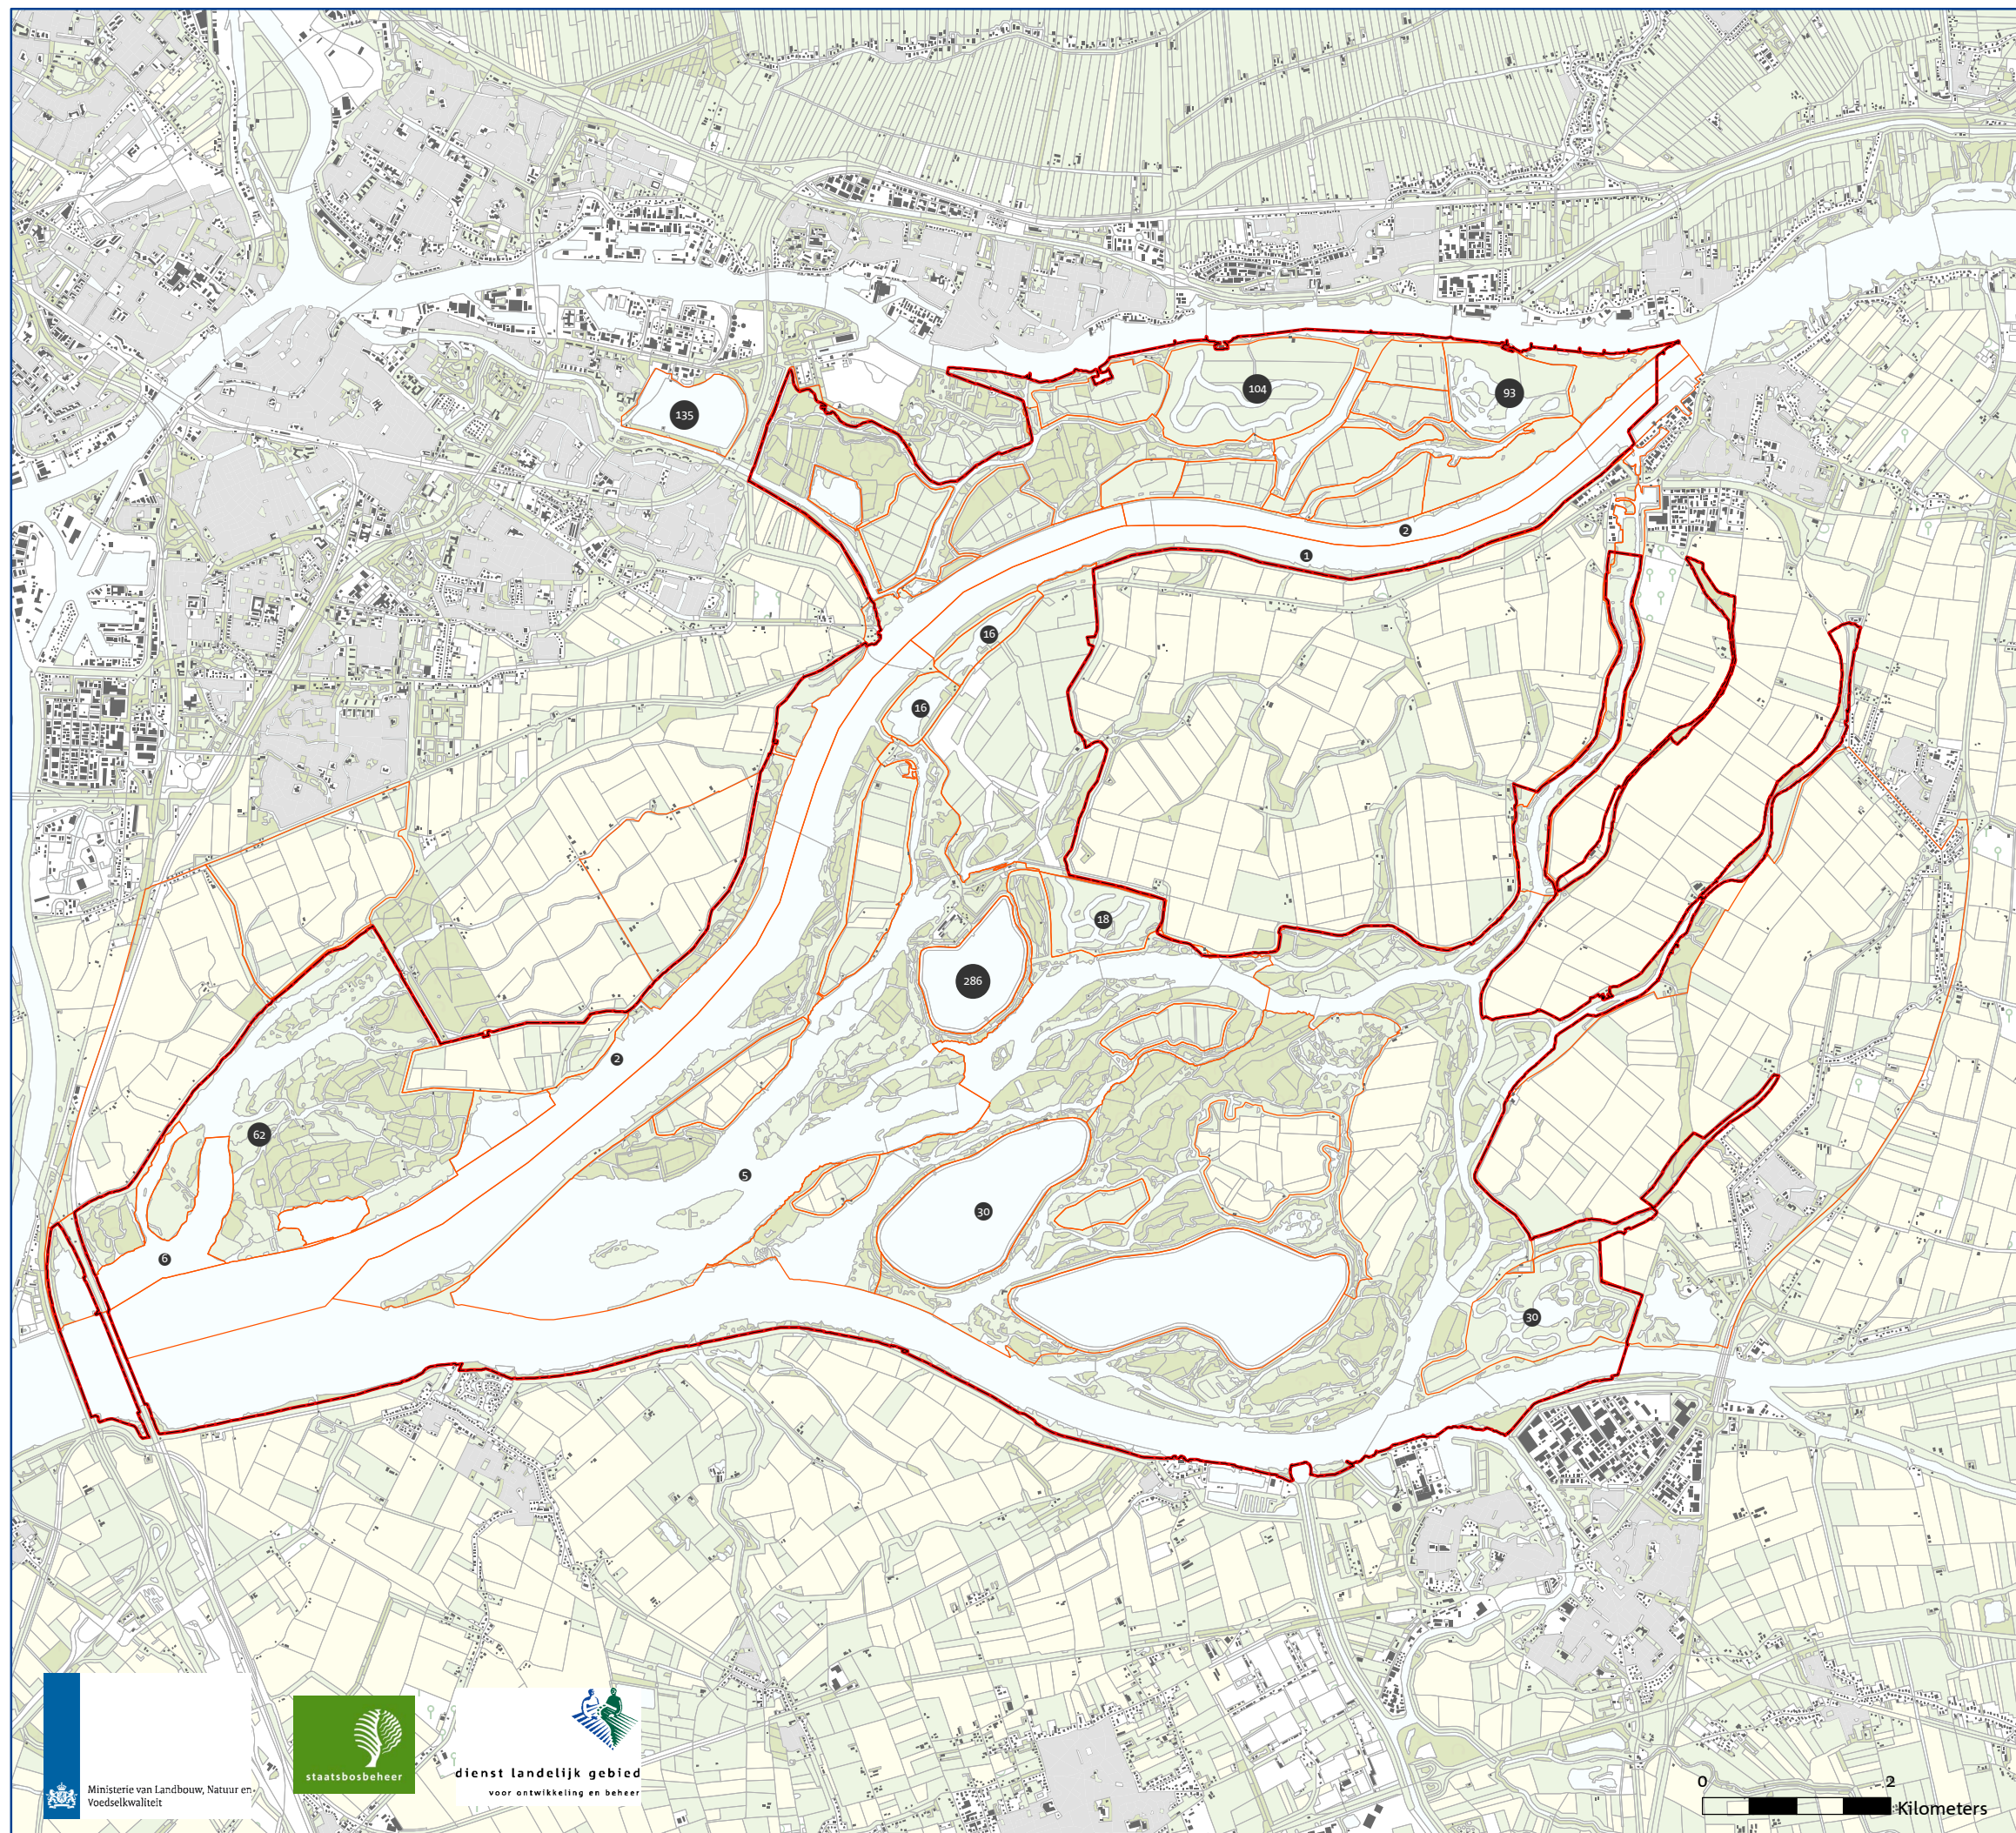 135
104
93
2
1
16
16
18
286
2
62
5
30
6
30
Ministerie van Landbouw, Natuur en
Voedselkwaliteit
staatsbosbeheer
dienst landelijk gebied
voor ontwikkeling en beheer
0 2
Kilometers